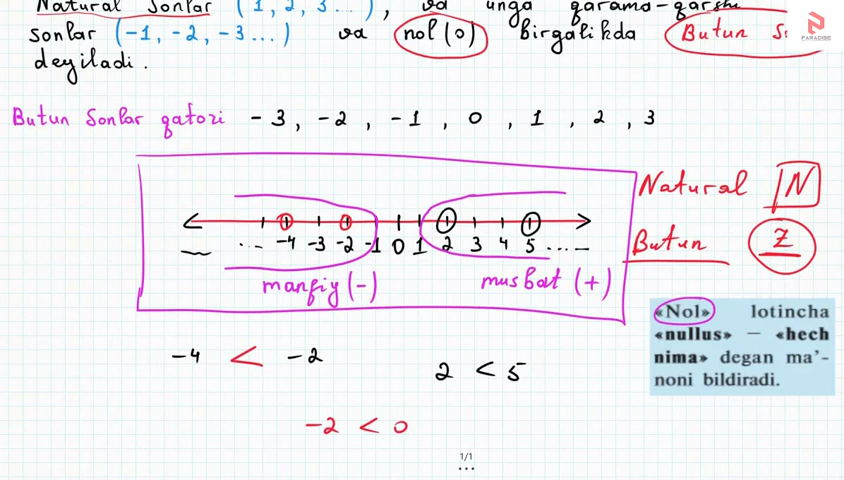 Natural Sonlar (1, 2, 3...), va unga qarama-qarshi
sonlar (-1, -2, -3...) va nol (0) birgalikda Butun
deyiladi.
PARADISE
Butun Sonlar qatori -3, -2, -1, 0, 1, 2, 3
... -4 -3 -2 -1 0 1 2 3 4 5 ...
manfiy (-) musbat (+)
Natural N
Butun Z
«Nol» lotincha
«nullus» — «hech
nima» degan ma’-
noni bildiradi.
-4 < -2
2 < 5
-2 < 0
1/1